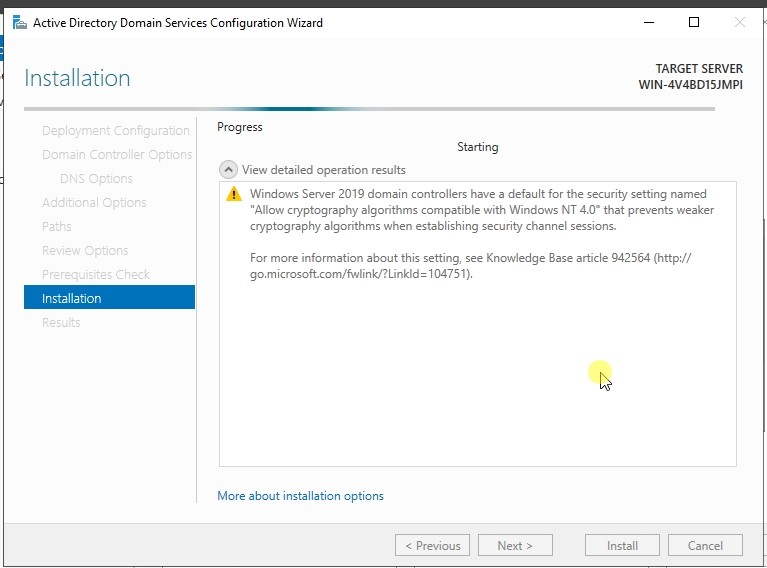 Active Directory Domain Services Configuration Wizard
Installation
TARGET SERVER
WIN-4V4BD15JMPI
Deployment Configuration
Domain Controller Options
DNS Options
Additional Options
Paths
Review Options
Prerequisites Check
Installation
Results
Progress
Starting
View detailed operation results
Windows Server 2019 domain controllers have a default for the security setting named
"Allow cryptography algorithms compatible with Windows NT 4.0" that prevents weaker
cryptography algorithms when establishing security channel sessions.
For more information about this setting, see Knowledge Base article 942564 (http://
go.microsoft.com/fwlink/?LinkId=104751).
More about installation options
< Previous
Next >
Install
Cancel